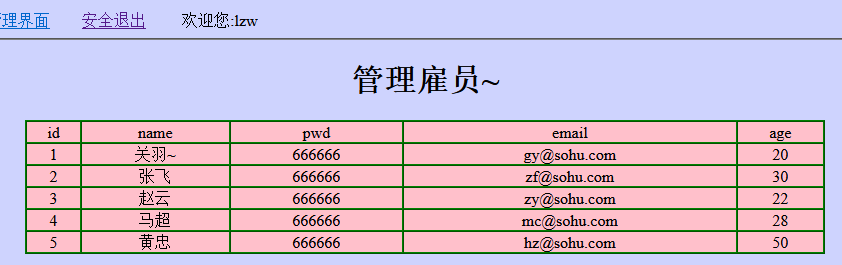 理界面 安全退出 欢迎您:lzw
管理雇员~
id name pwd email age
1 关羽~ 666666 gy@sohu.com 20
2 张飞 666666 zf@sohu.com 30
3 赵云 666666 zy@sohu.com 22
4 马超 666666 mc@sohu.com 28
5 黄忠 666666 hz@sohu.com 50